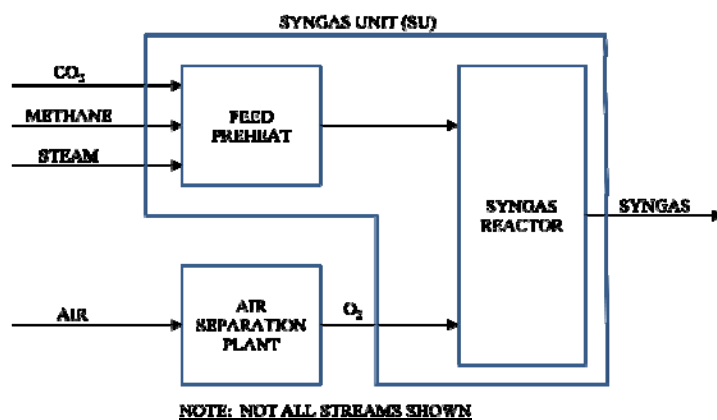 SYNGAS UNIT (SU)
CO₂
METHANE
STEAM
FEED
PREHEAT
SYNGAS
REACTOR
SYNGAS
AIR
AIR
SEPARATION
PLANT
O₂
NOTE: NOT ALL STREAMS SHOWN